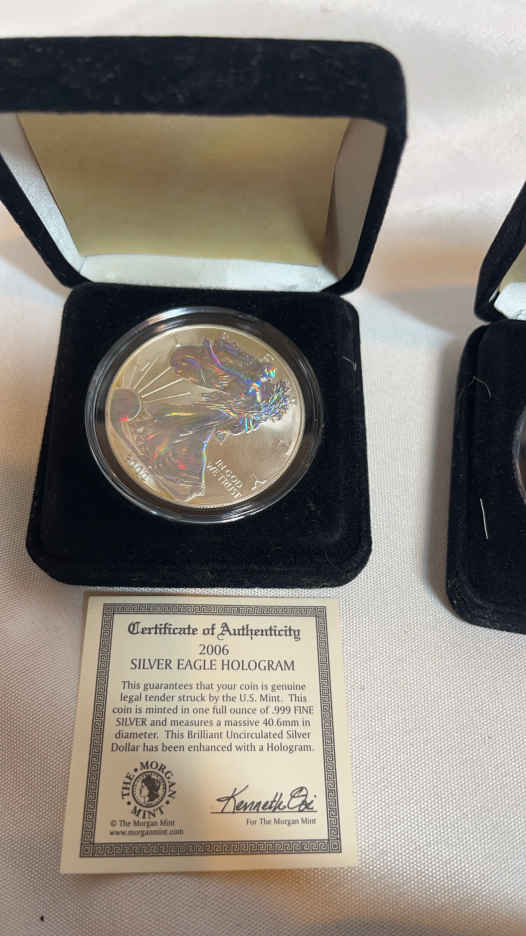 IN GOD
WE TRUST
2006
Certificate of Authenticity
2006
SILVER EAGLE HOLOGRAM
This guarantees that your coin is genuine
legal tender struck by the U.S. Mint. This
coin is minted in one full ounce of .999 FINE
SILVER and measures a massive 40.6mm in
diameter. This Brilliant Uncirculated Silver
Dollar has been enhanced with a Hologram.
THE MORGAN MINT
© The Morgan Mint
www.morganmint.com
Kenneth
For The Morgan Mint